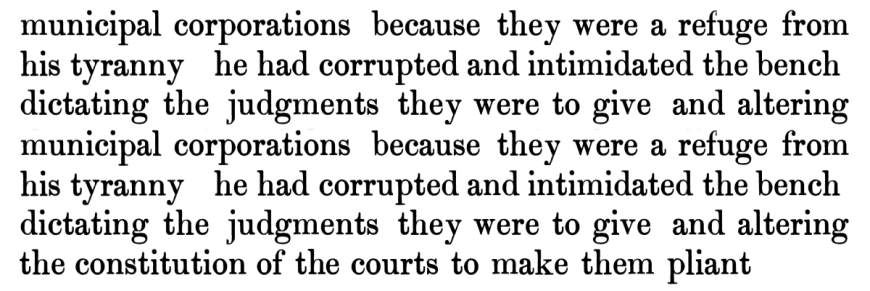 municipal corporations because they were a refuge from
his tyranny he had corrupted and intimidated the bench
dictating the judgments they were to give and altering
municipal corporations because they were a refuge from
his tyranny he had corrupted and intimidated the bench
dictating the judgments they were to give and altering
the constitution of the courts to make them pliant